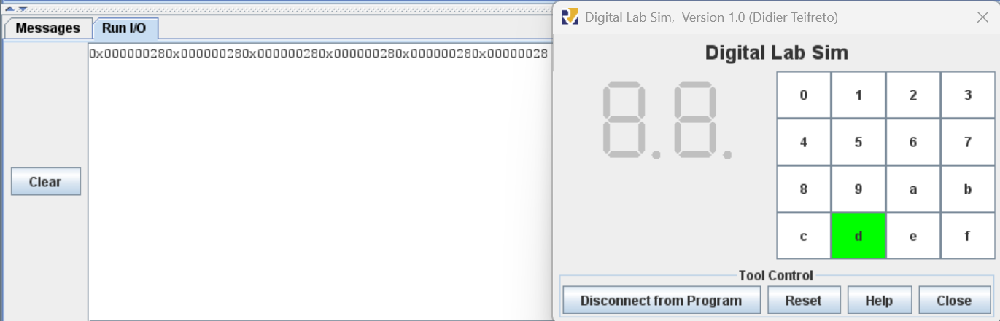 Messages
Run I/O
Clear
0x000000280x000000280x000000280x000000280x000000280x00000028
Digital Lab Sim, Version 1.0 (Didier Teifreto)
Digital Lab Sim
8.8.
0 1 2 3
4 5 6 7
8 9 a b
c d e f
Tool Control
Disconnect from Program
Reset
Help
Close